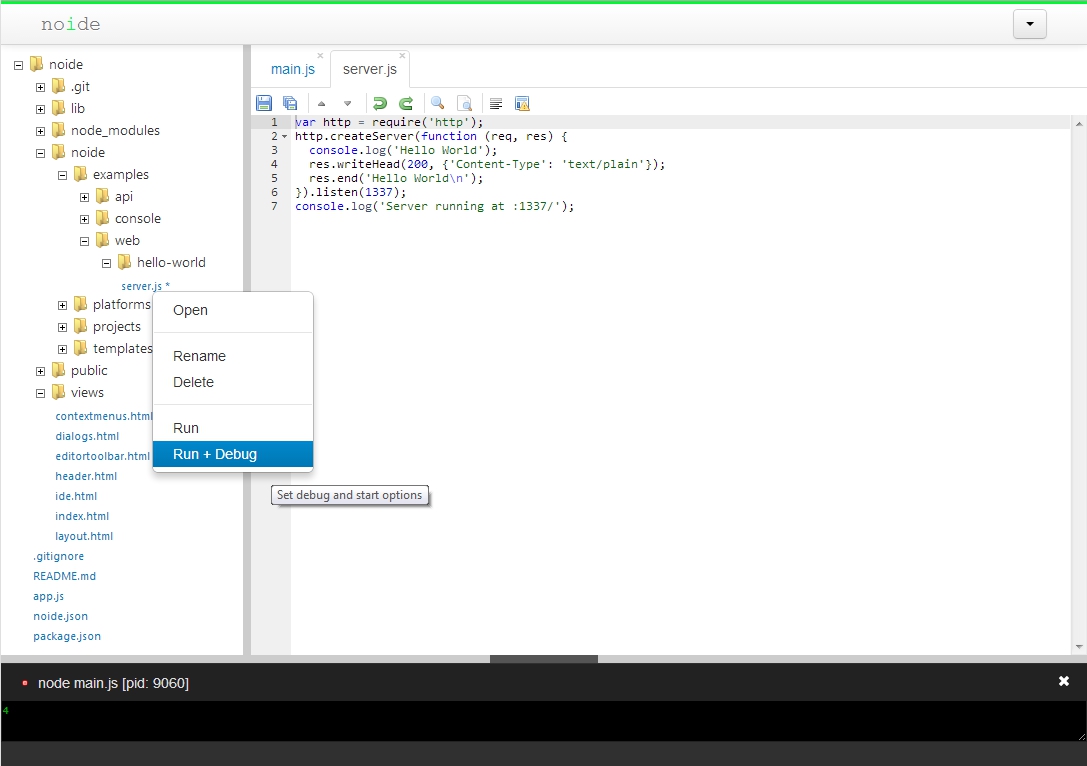 noide
noide
.git
lib
node_modules
noide
examples
api
console
web
hello-world
server.js *
platforms
projects
templates
public
views
contextmenus.html
dialogs.html
editortoolbar.html
header.html
ide.html
index.html
layout.html
.gitignore
README.md
app.js
noide.json
package.json
Open
Rename
Delete
Run
Run + Debug
Set debug and start options
main.js
server.js
1 var http = require('http');
2 http.createServer(function (req, res) {
3 console.log('Hello World');
4 res.writeHead(200, {'Content-Type': 'text/plain'});
5 res.end('Hello World\n');
6 }).listen(1337);
7 console.log('Server running at :1337/');
node main.js [pid: 9060]
4